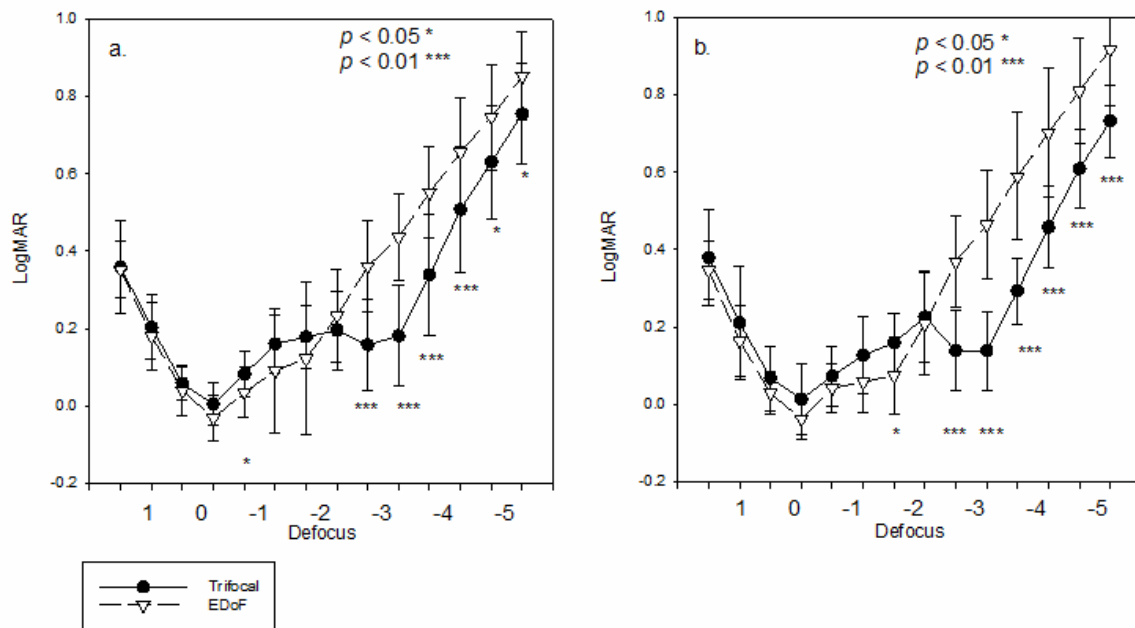 a.
p < 0.05 *
p < 0.01 ***
1.0
0.8
0.6
0.4
0.2
0.0
-0.2
LogMAR
***
***
***
***
*
*
*
1 0 -1 -2 -3 -4 -5
Defocus
Trifocal
EDoF
b.
p < 0.05 *
p < 0.01 ***
1.0
0.8
0.6
0.4
0.2
0.0
-0.2
LogMAR
***
***
***
***
* *** ***
1 0 -1 -2 -3 -4 -5
Defocus